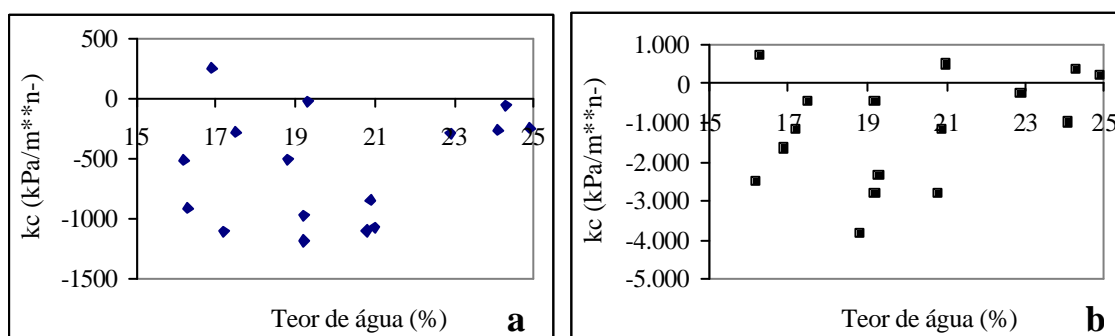 500
0
-500
-1000
-1500
15 17 19 21 23 25
kc (kPa/m**n-)
Teor de água (%)
a
1.000
0
-1.000
-2.000
-3.000
-4.000
-5.000
15 17 19 21 23 25
kc (kPa/m**n-)
Teor de água (%)
b